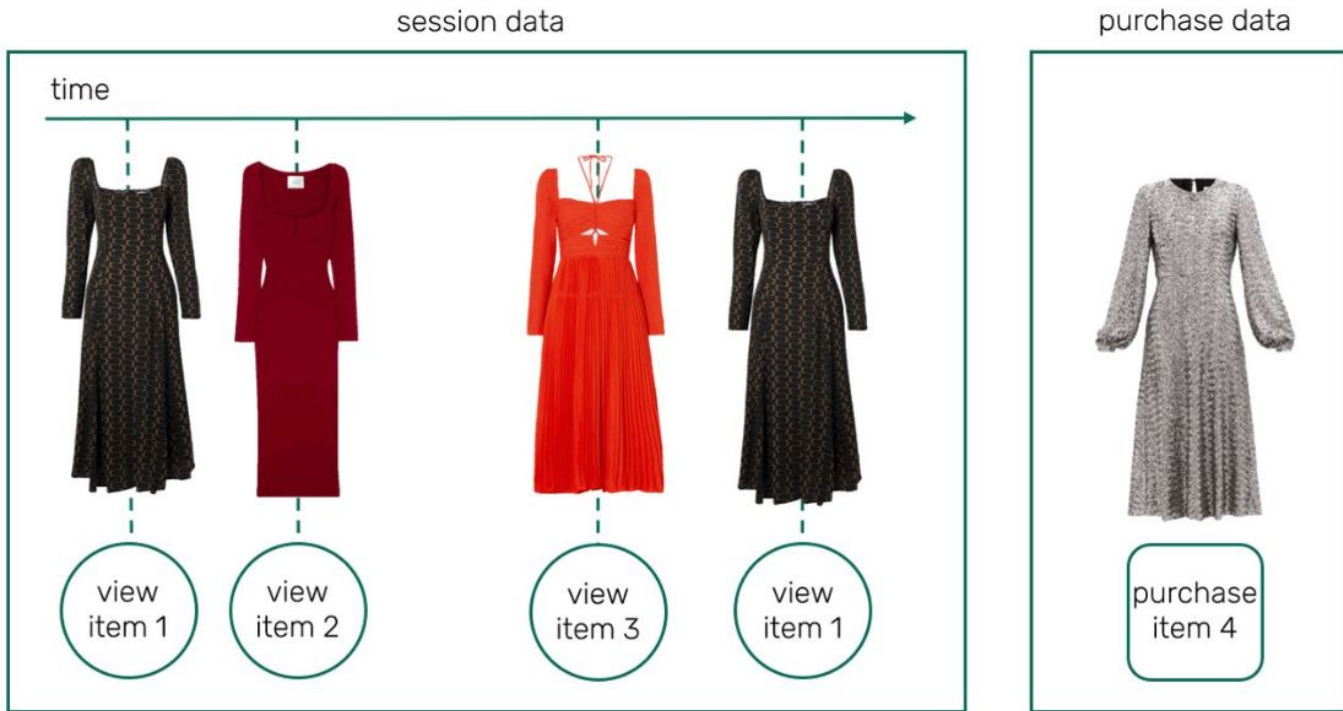 session data
purchase data
time
view
item 1
view
item 2
view
item 3
view
item 1
purchase
item 4